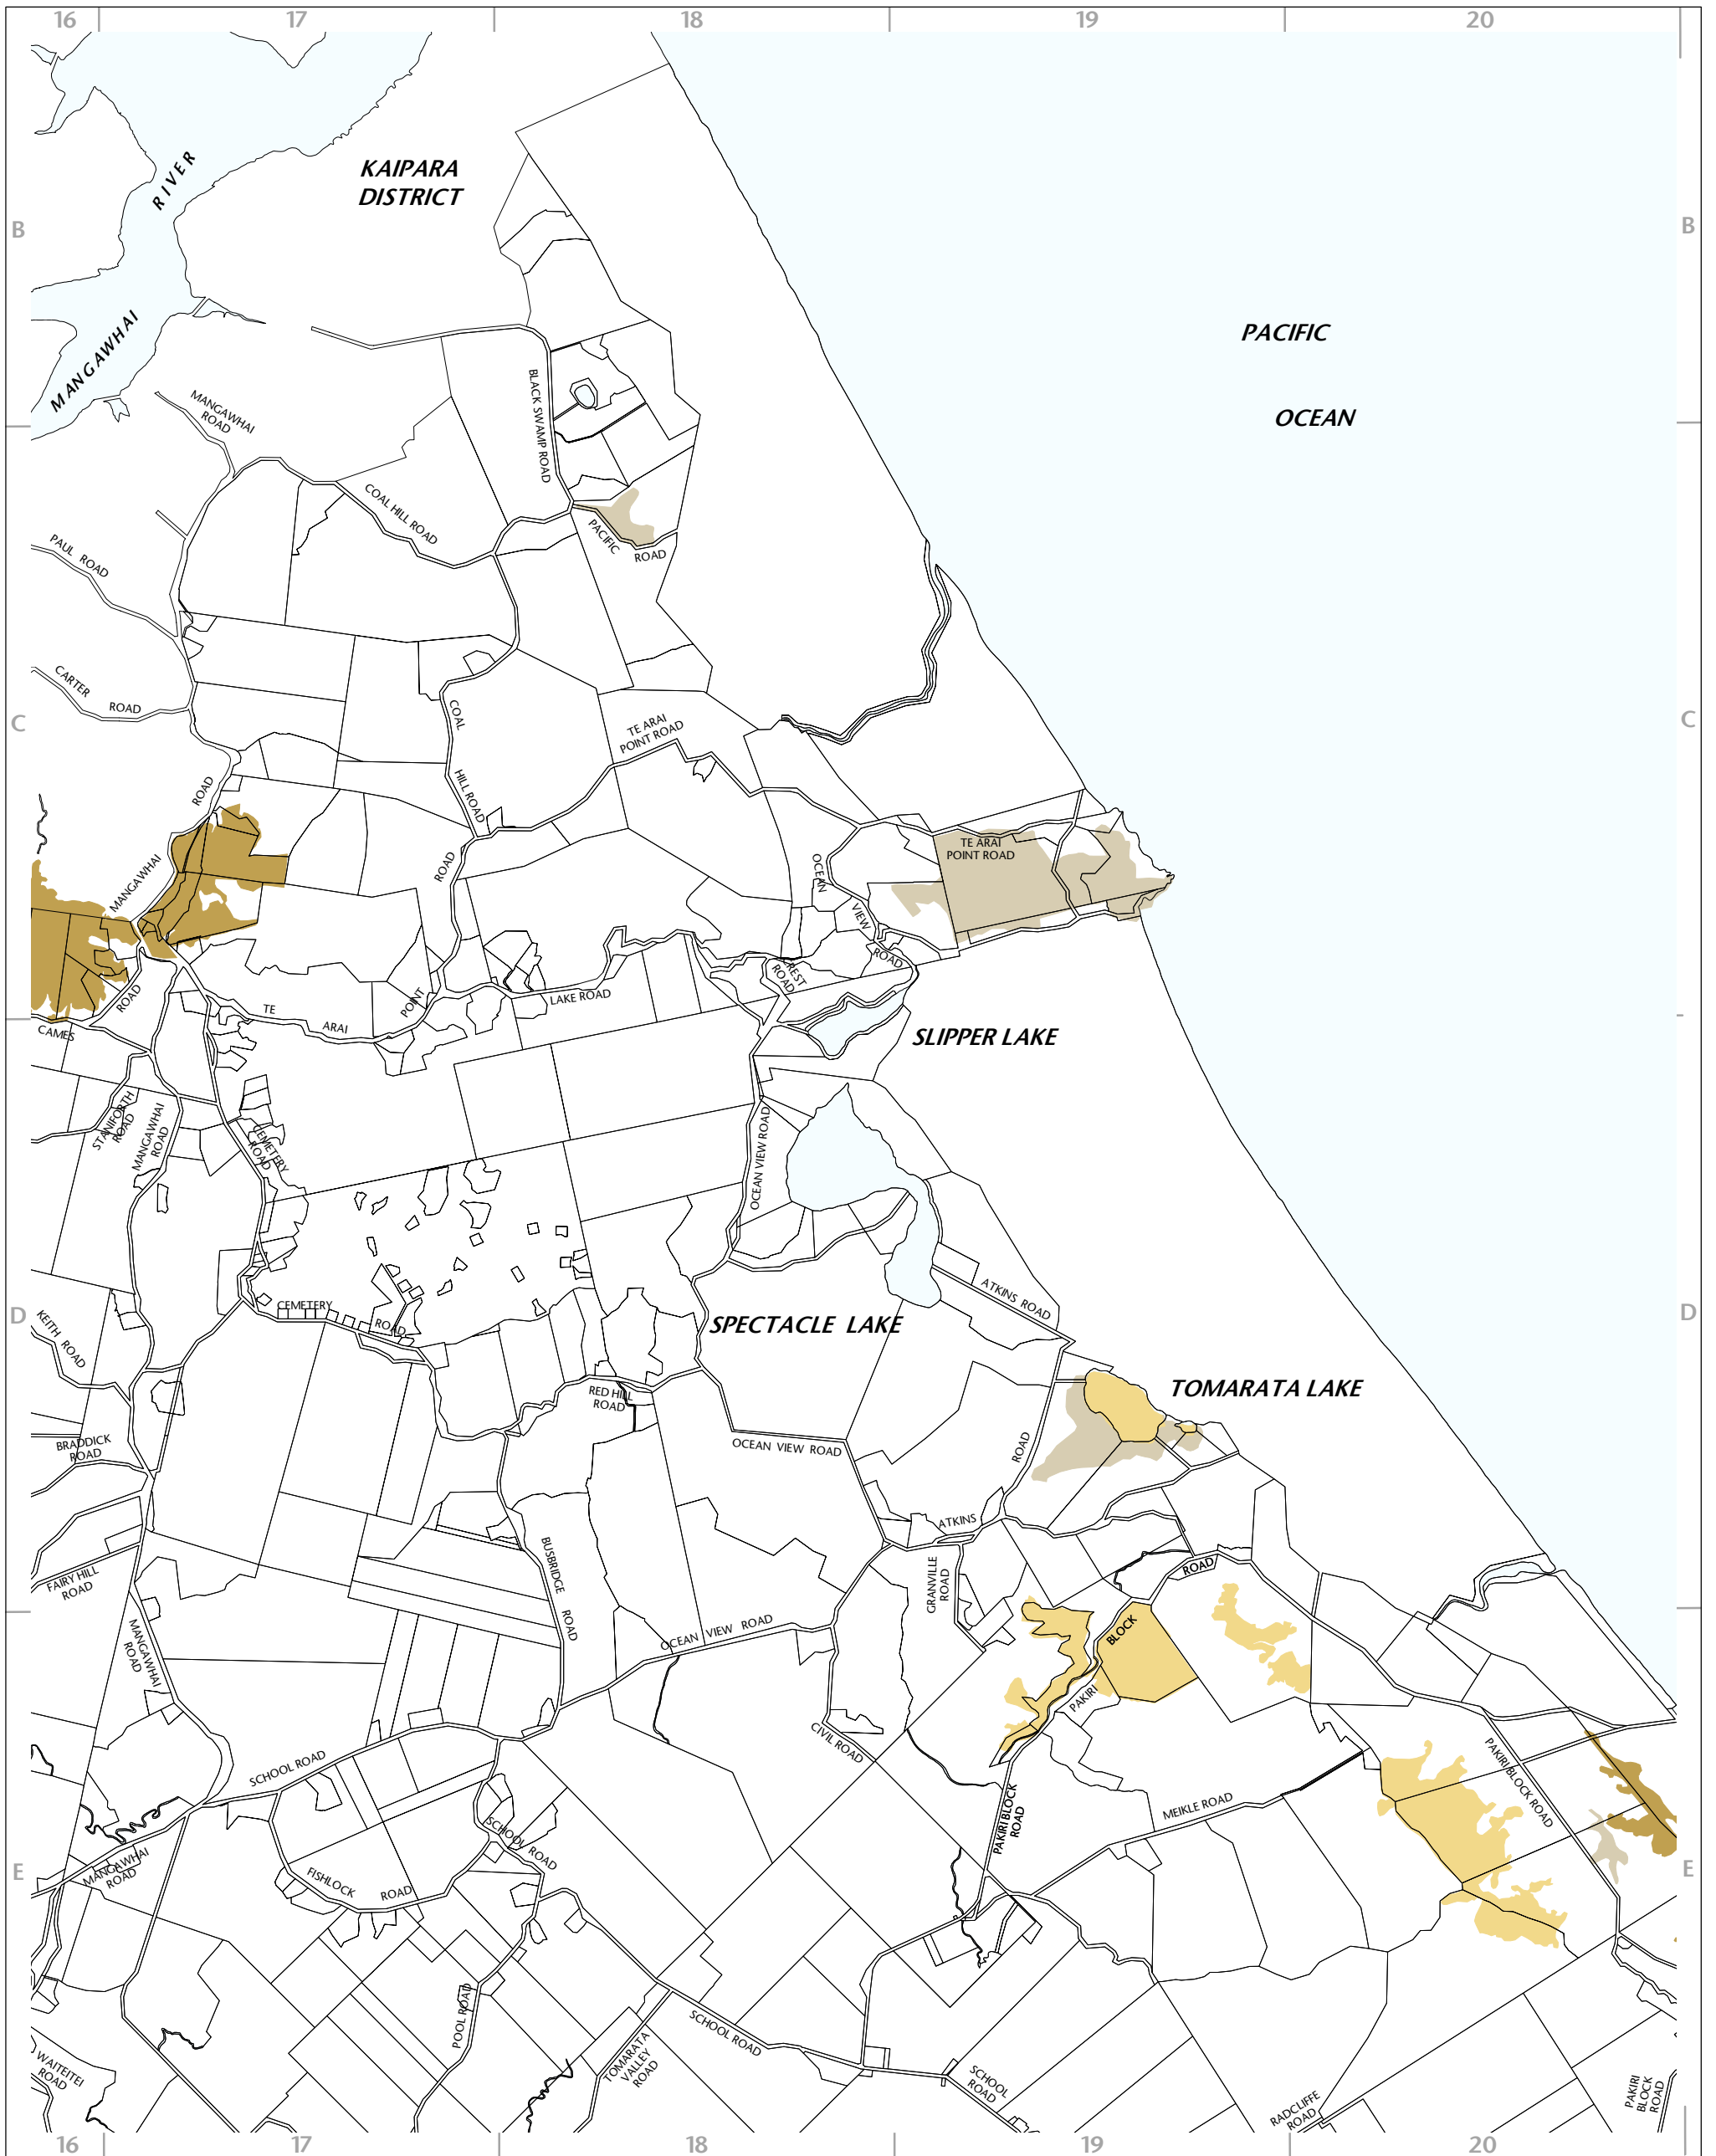 16 17 18 19 20
KAIPARA
DISTRICT
RIVER
B
B
MANGAWHAI
PACIFIC
OCEAN
BLACK SWAMP ROAD
MANGAWHAI
ROAD
COAL HILL ROAD
PACIFIC
ROAD
PAUL ROAD
CARTER
ROAD
C
C
COAL
HILL ROAD
TE ARAI
POINT ROAD
ROAD
MANGAWHAI
ROAD
OCEAN
VIEW
ROAD
TE ARAI
POINT ROAD
CREST
ROAD
LAKE ROAD
POINT
TE
ARAI
ROAD
CAMES
SLIPPER LAKE
STANIFORTH
ROAD
MANGAWHAI
ROAD
CEMETERY
ROAD
OCEAN VIEW ROAD
ATKINS ROAD
CEMETERY
ROAD
D
D
KEITH ROAD
SPECTACLE LAKE
TOMARATA LAKE
RED HILL
ROAD
BRADDICK
ROAD
OCEAN VIEW ROAD
ROAD
ATKINS
BUSBRIDGE
ROAD
GRANVILLE
ROAD
ROAD
FAIRY HILL
ROAD
MANGAWHAI
ROAD
OCEAN VIEW ROAD
BLOCK
PAKIRI
CIVIL ROAD
SCHOOL ROAD
PAKIRI BLOCK
ROAD
MEIKLE ROAD
PAKIRI BLOCK ROAD
SCHOOL ROAD
MANGAWHAI
ROAD
FISHLOCK
ROAD
E
E
POOL ROAD
SCHOOL ROAD
TOMARATA
VALLEY
ROAD
WAITEITEI
ROAD
SCHOOL
ROAD
RADCLIFFE
ROAD
PAKIRI
BLOCK
ROAD
16 17 18 19 20